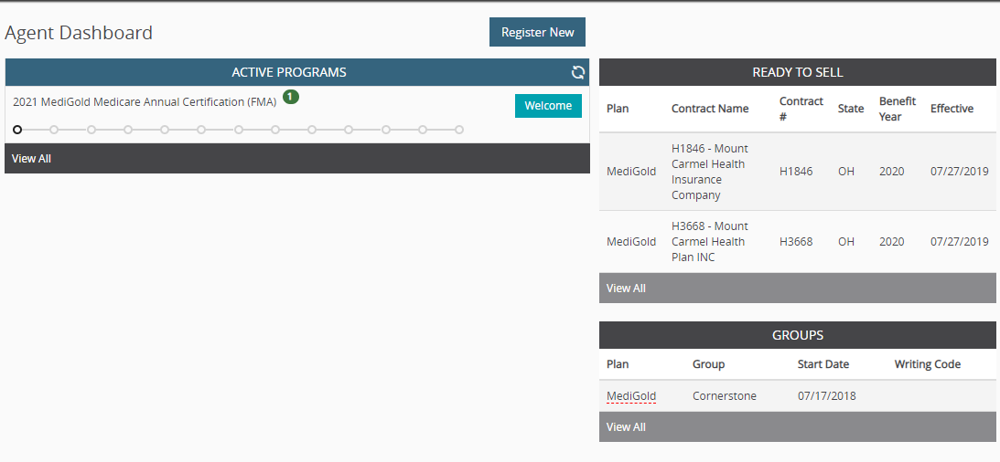 Agent Dashboard
Register New
ACTIVE PROGRAMS
2021 MediGold Medicare Annual Certification (FMA) 1
Welcome
View All
READY TO SELL
Plan Contract Name Contract # State Benefit Year Effective
MediGold H1846 - Mount Carmel Health Insurance Company H1846 OH 2020 07/27/2019
MediGold H3668 - Mount Carmel Health Plan INC H3668 OH 2020 07/27/2019
View All
GROUPS
Plan Group Start Date Writing Code
MediGold Cornerstone 07/17/2018
View All